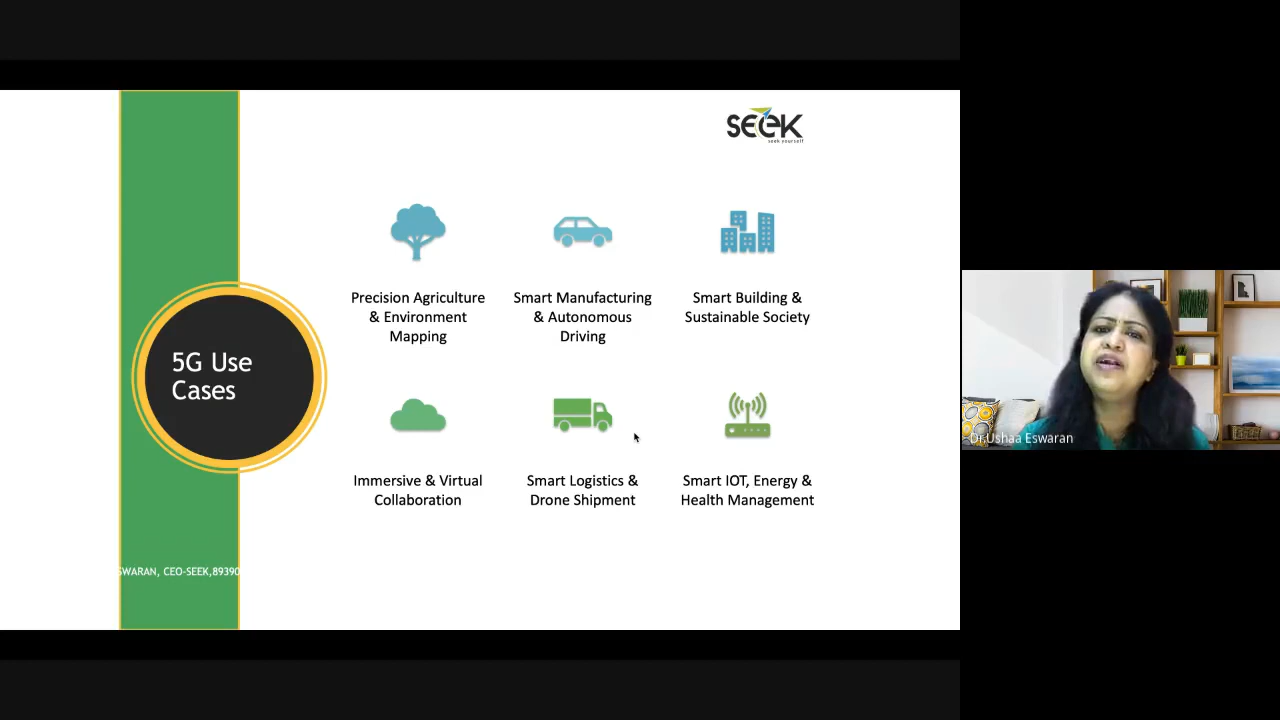 SEEK
seek yourself
Precision Agriculture
& Environment
Mapping
Smart Manufacturing
& Autonomous
Driving
Smart Building &
Sustainable Society
5G Use
Cases
Immersive & Virtual
Collaboration
Smart Logistics &
Drone Shipment
Smart IOT, Energy &
Health Management
SWARAN, CEO-SEEK,89390
Dr.Ushaa Eswaran